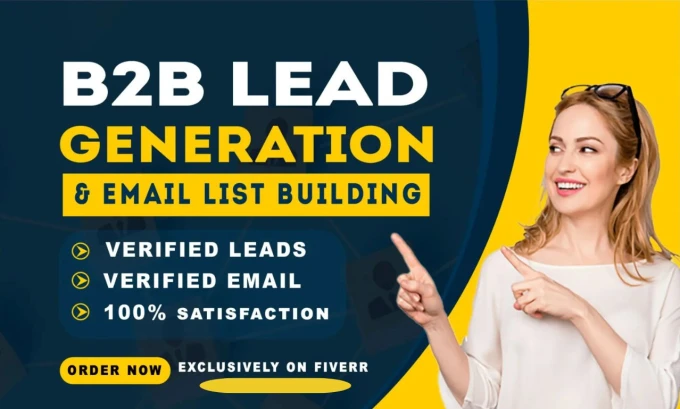 B2B LEAD
GENERATION
& EMAIL LIST BUILDING
VERIFIED LEADS
VERIFIED EMAIL
100% SATISFACTION
ORDER NOW EXCLUSIVELY ON FIVERR